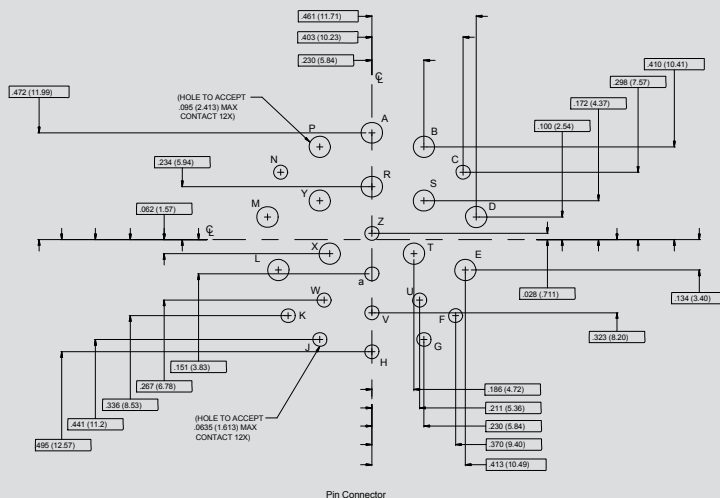 .461 (11.71)
.403 (10.23)
.230 (5.84)
℄
.410 (10.41)
.298 (7.57)
.172 (4.37)
.100 (2.54)
.472 (11.99)
(HOLE TO ACCEPT
.095 (2.413) MAX
CONTACT 12X)
A
P
B
N
C
.234 (5.94)
R
Y
S
M
D
.062 (1.57)
℄
Z
X
T
L
E
a
.028 (.711)
.134 (3.40)
W
U
K
V
F
.323 (8.20)
J
G
H
.151 (3.83)
.267 (6.78)
.336 (8.53)
.441 (11.2)
495 (12.57)
(HOLE TO ACCEPT
.0635 (1.613) MAX
CONTACT 12X)
.186 (4.72)
.211 (5.36)
.230 (5.84)
.370 (9.40)
.413 (10.49)
Pin Connector